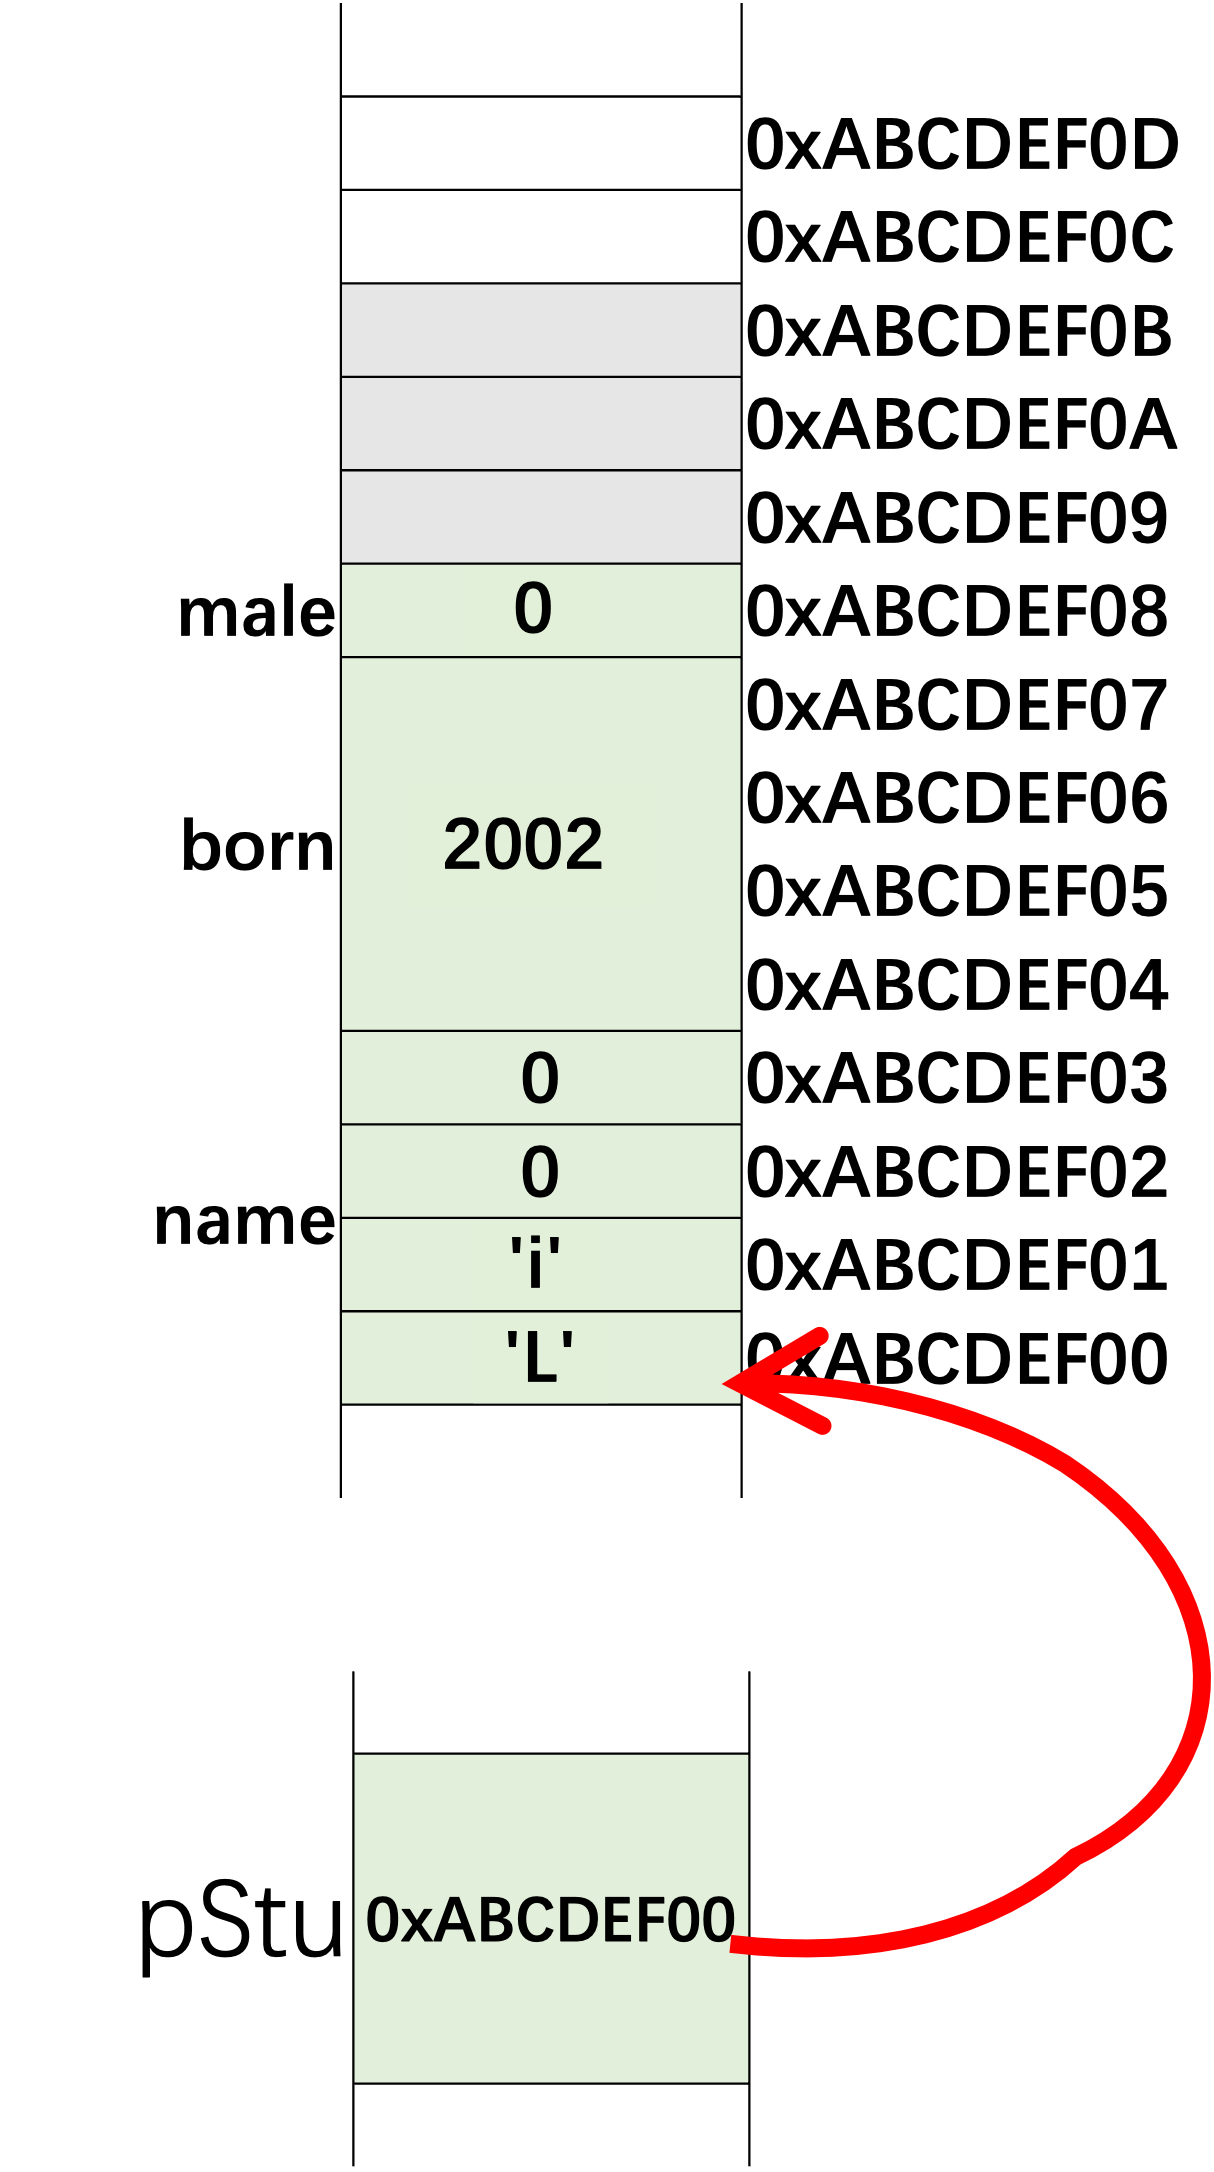 0xABCDEF0D
0xABCDEF0C
0xABCDEF0B
0xABCDEF0A
0xABCDEF09
male 0 0xABCDEF08
0xABCDEF07
0xABCDEF06
born 2002
0xABCDEF05
0xABCDEF04
0 0xABCDEF03
0 0xABCDEF02
name
'i' 0xABCDEF01
'L' 0xABCDEF00
pStu 0xABCDEF00